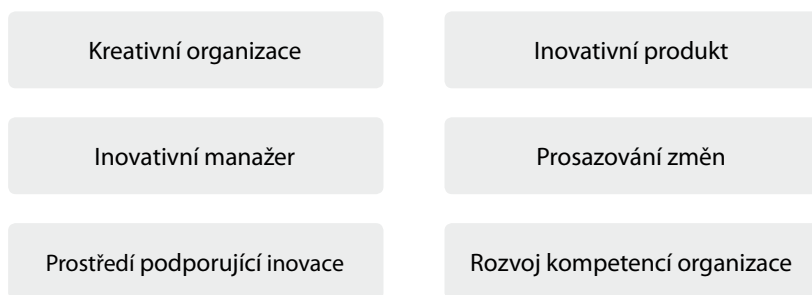 Kreativní organizace
Inovativní produkt
Inovativní manažer
Prosazování změn
Prostředí podporující inovace
Rozvoj kompetencí organizace